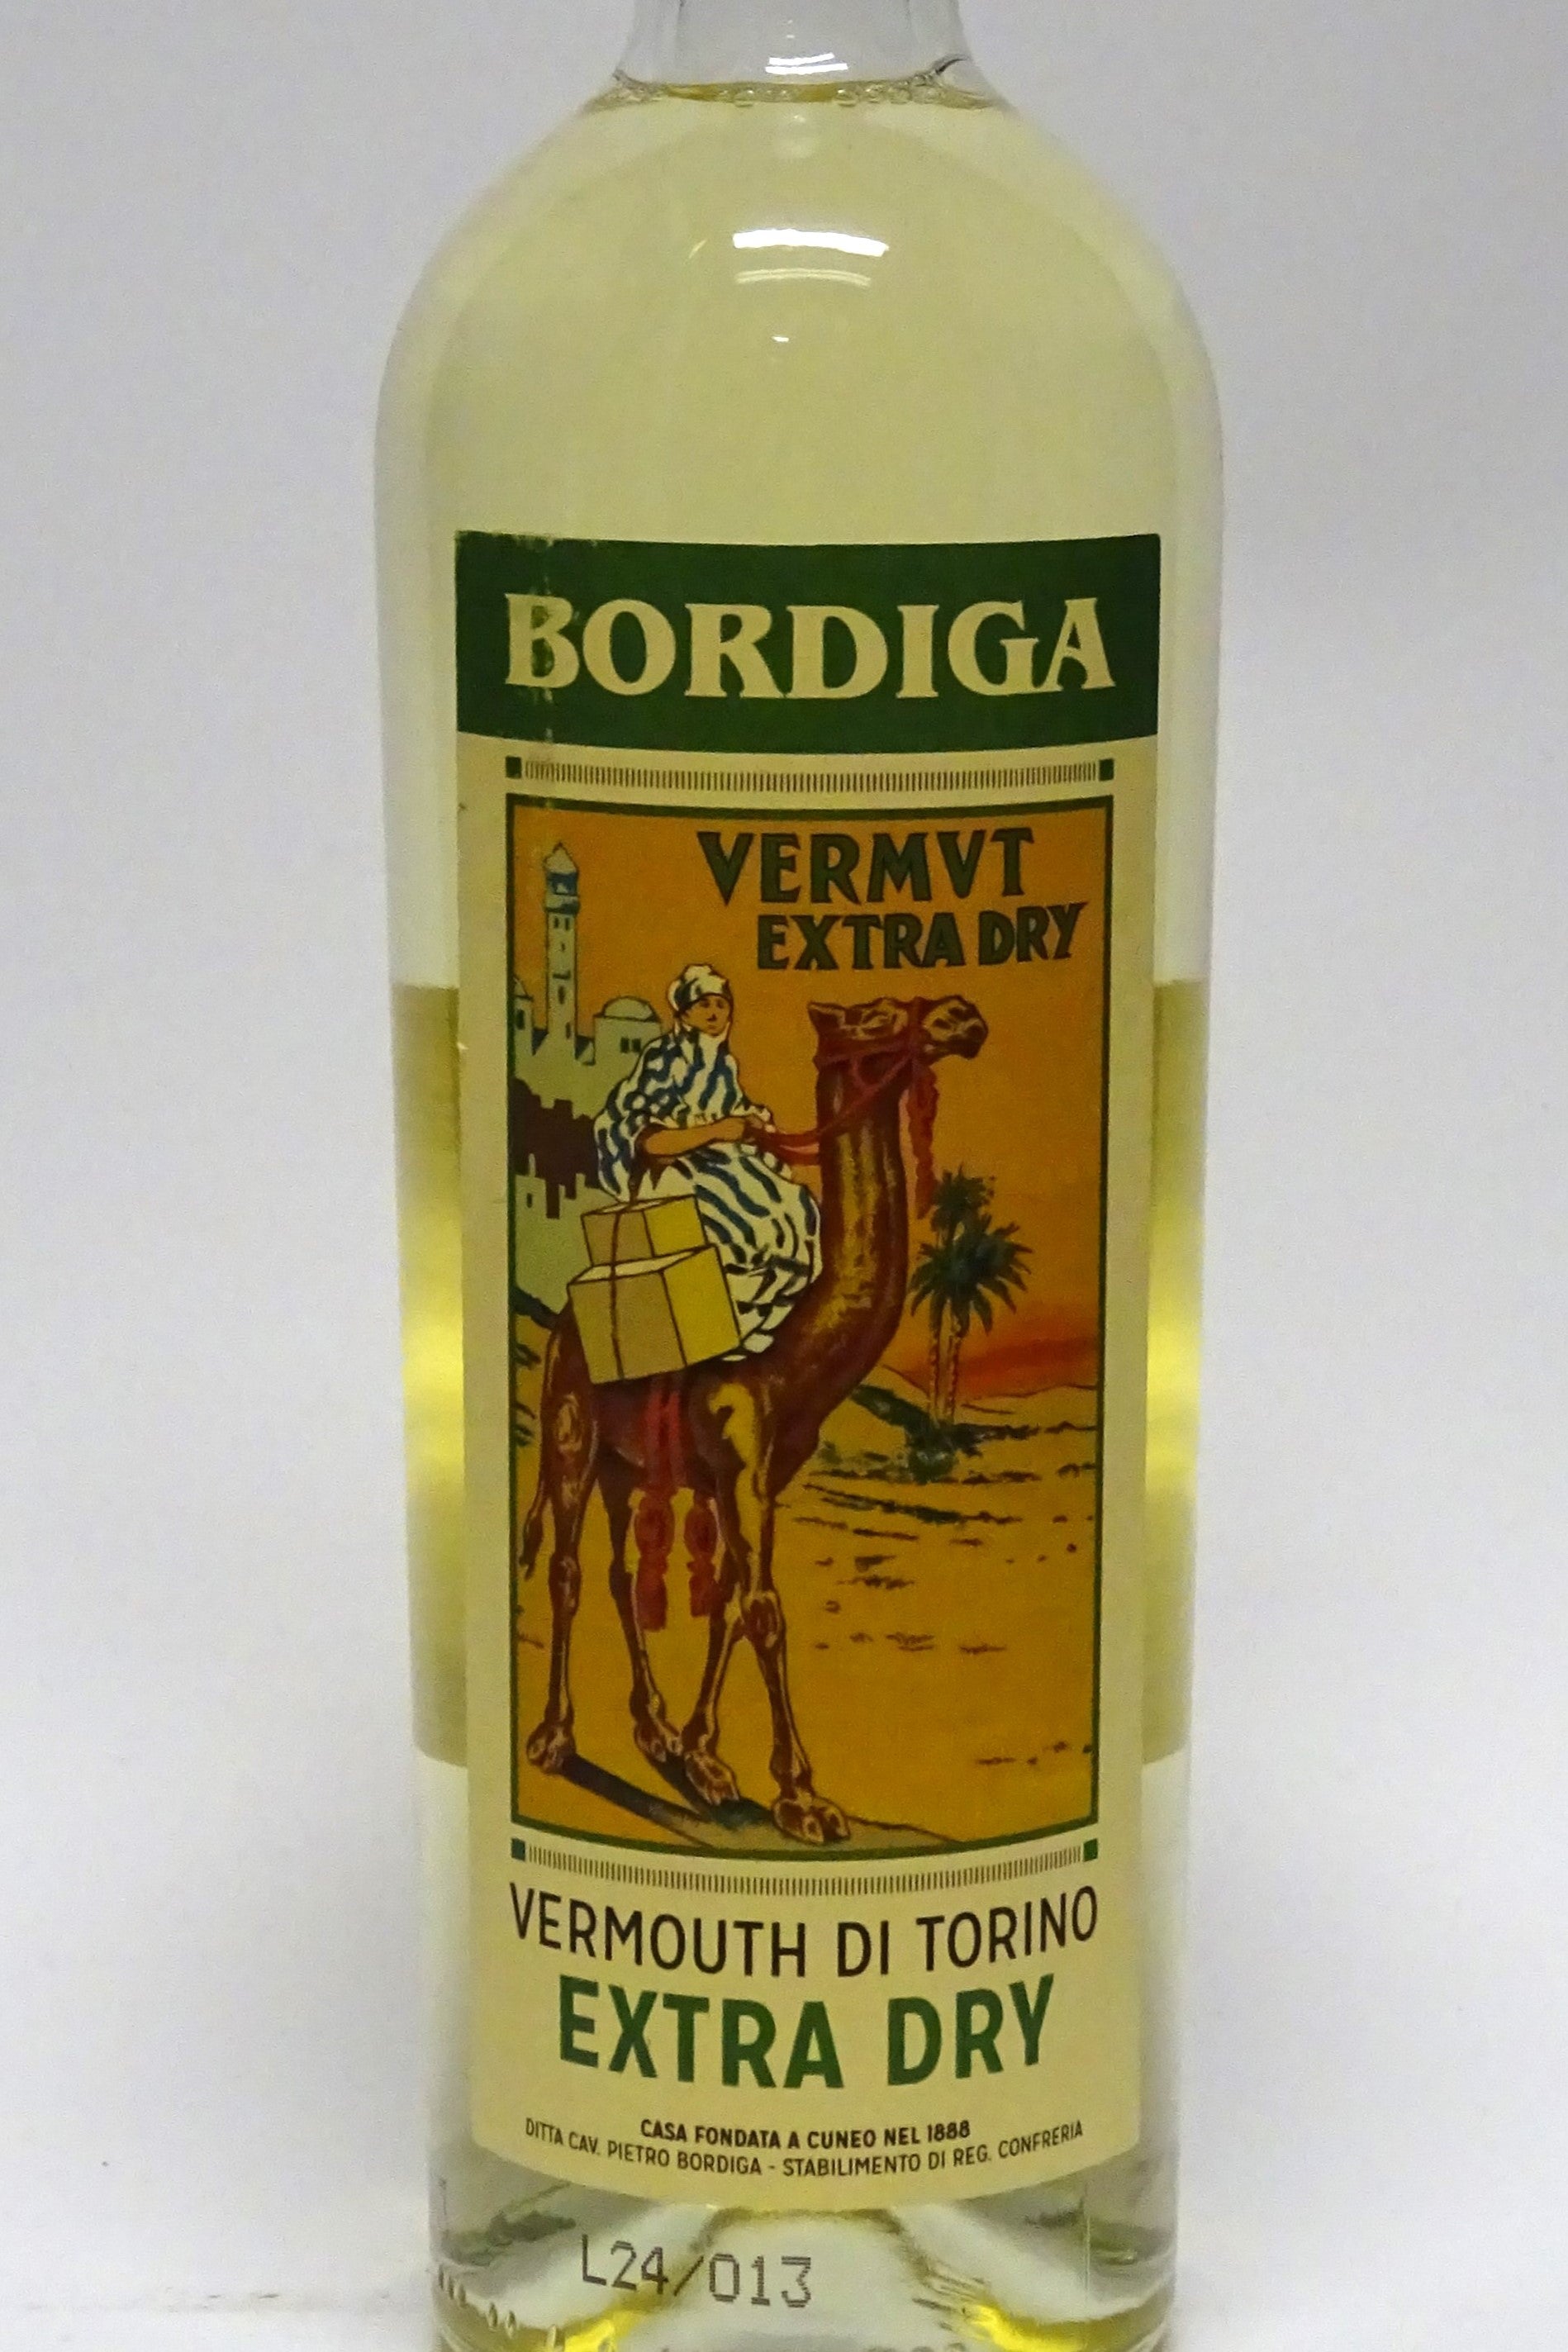 BORDIGA
VERMVT
EXTRA DRY
VERMOUTH DI TORINO
EXTRA DRY
CASA FONDATA A CUNEO NEL 1888
DITTA CAV. PIETRO BORDIGA - STABILIMENTO DI REG. CONFRERIA
L24/013